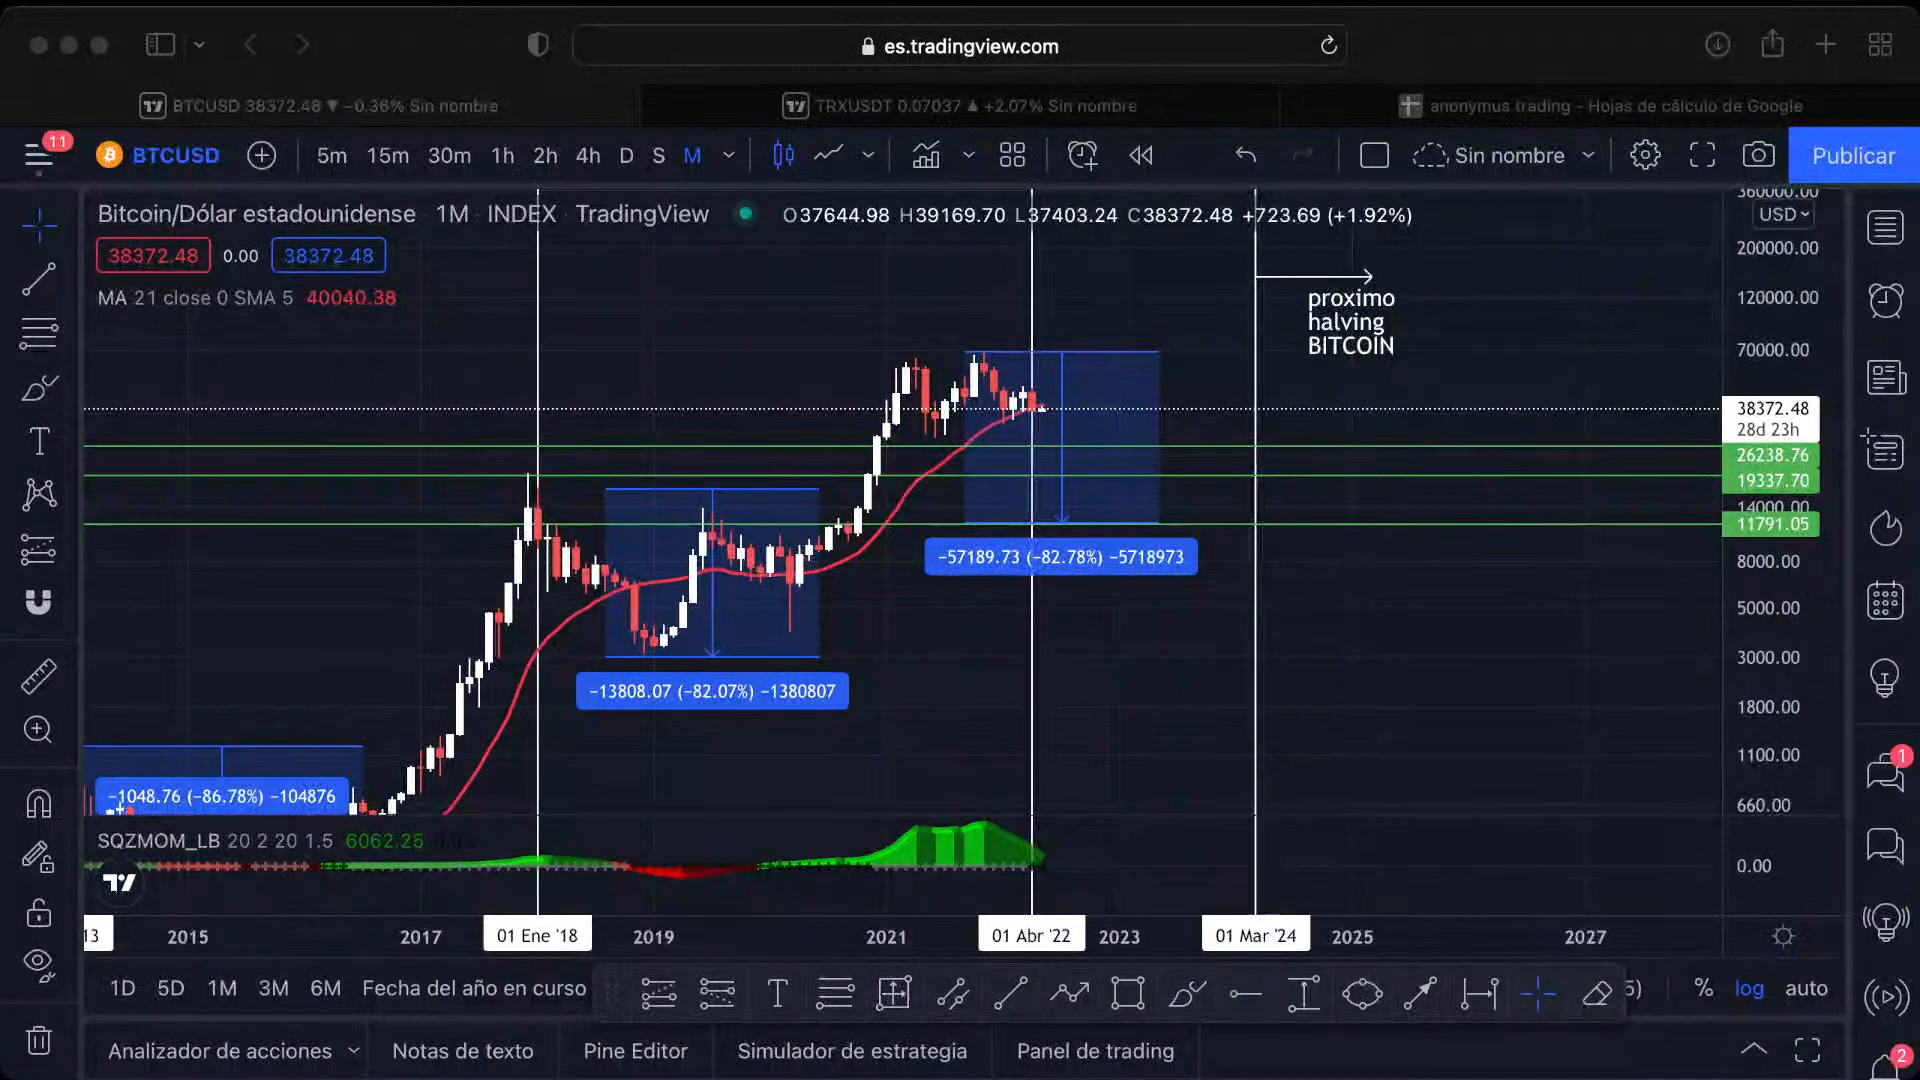 es.tradingview.com
BTCUSD 38372.48 ▼ −0.36% Sin nombre
TRXUSDT 0.07037 ▲ +2.07% Sin nombre
anonymus trading – Hojas de cálculo de Google
11
BTCUSD
5m 15m 30m 1h 2h 4h D S M
Sin nombre
Publicar
Bitcoin/Dólar estadounidense · 1M · INDEX · TradingView
O37644.98 H39169.70 L37403.24 C38372.48 +723.69 (+1.92%)
38372.48 0.00 38372.48
MA 21 close 0 SMA 5 40040.38
proximo
halving
BITCOIN
360000.00
USD
200000.00
120000.00
70000.00
38372.48
28d 23h
26238.76
19337.70
14000.00
11791.05
8000.00
5000.00
3000.00
1800.00
1100.00
660.00
0.00
−57189.73 (−82.78%) −5718973
−13808.07 (−82.07%) −1380807
−1048.76 (−86.78%) −104876
SQZMOM_LB 20 2 20 1.5 6062.25
13 2015 2017 01 Ene '18 2019 2021 01 Abr '22 2023 01 Mar '24 2025 2027
1D 5D 1M 3M 6M Fecha del año en curso
5) % log auto
Analizador de acciones Notas de texto Pine Editor Simulador de estrategia Panel de trading
1
2